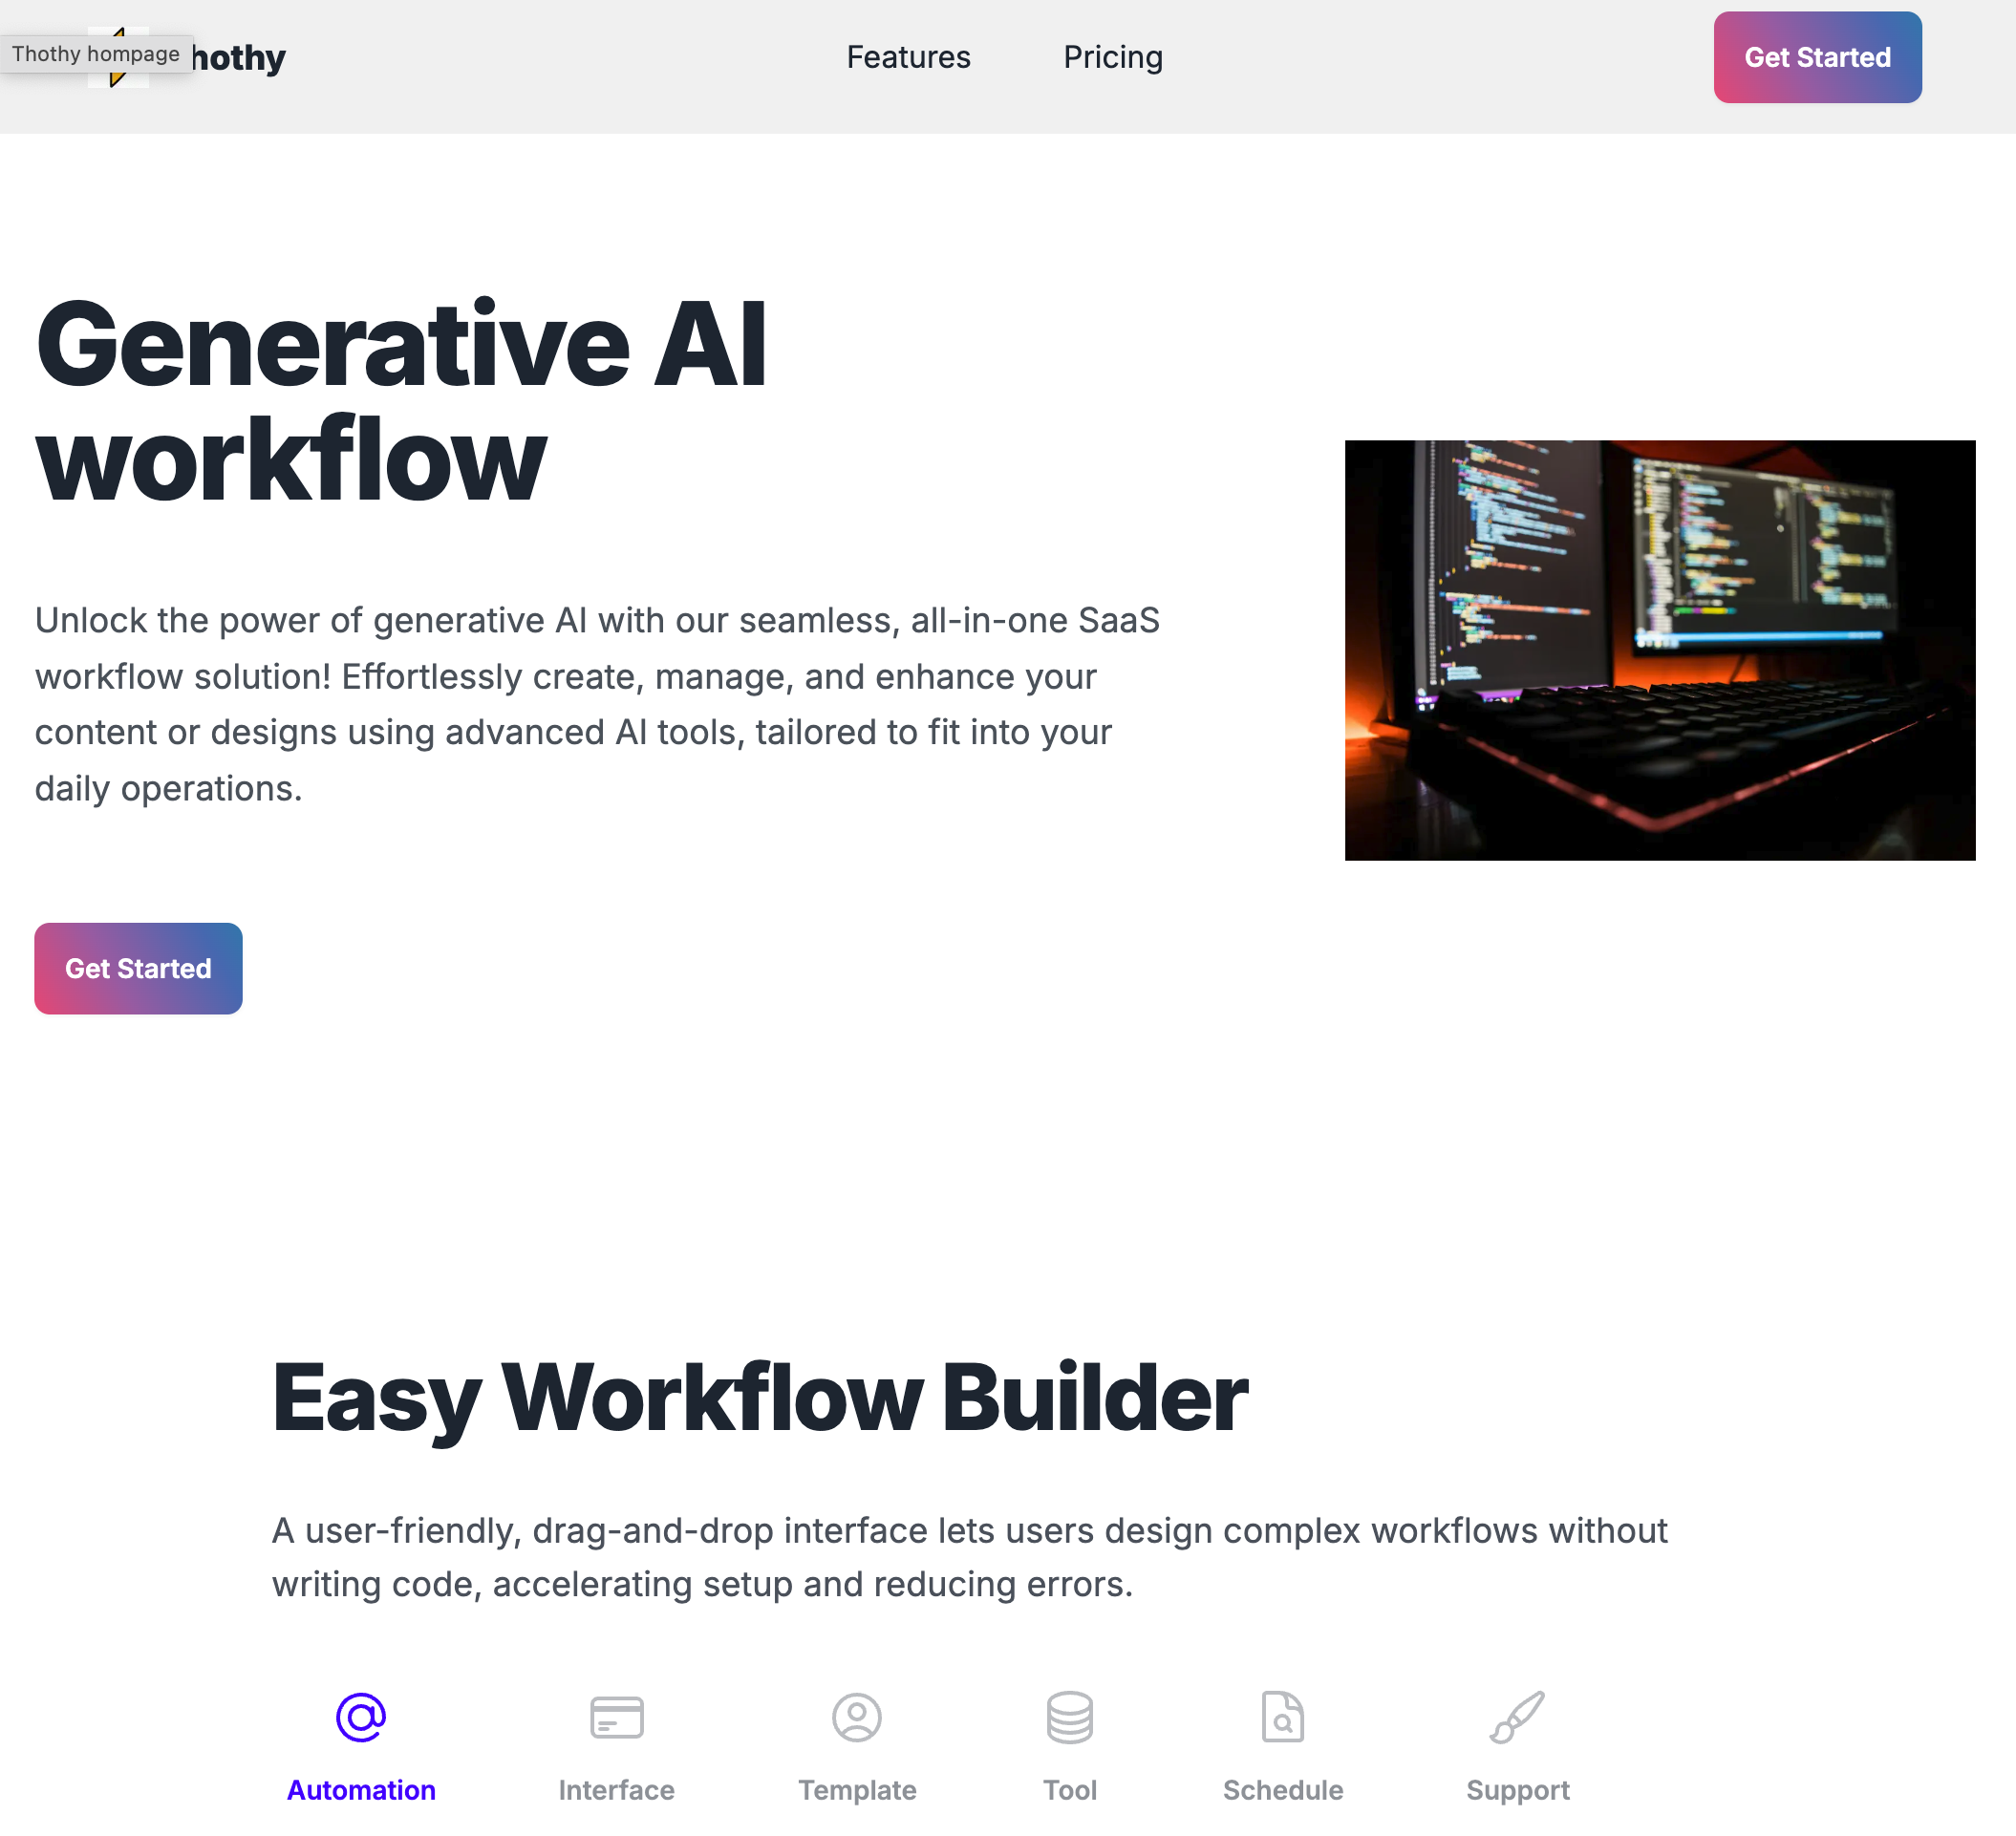 Thothy hompage
hothy
Features
Pricing
Get Started
Generative AI
workflow
Unlock the power of generative AI with our seamless, all-in-one SaaS
workflow solution! Effortlessly create, manage, and enhance your
content or designs using advanced AI tools, tailored to fit into your
daily operations.
Get Started
Easy Workflow Builder
A user-friendly, drag-and-drop interface lets users design complex workflows without
writing code, accelerating setup and reducing errors.
Automation
Interface
Template
Tool
Schedule
Support